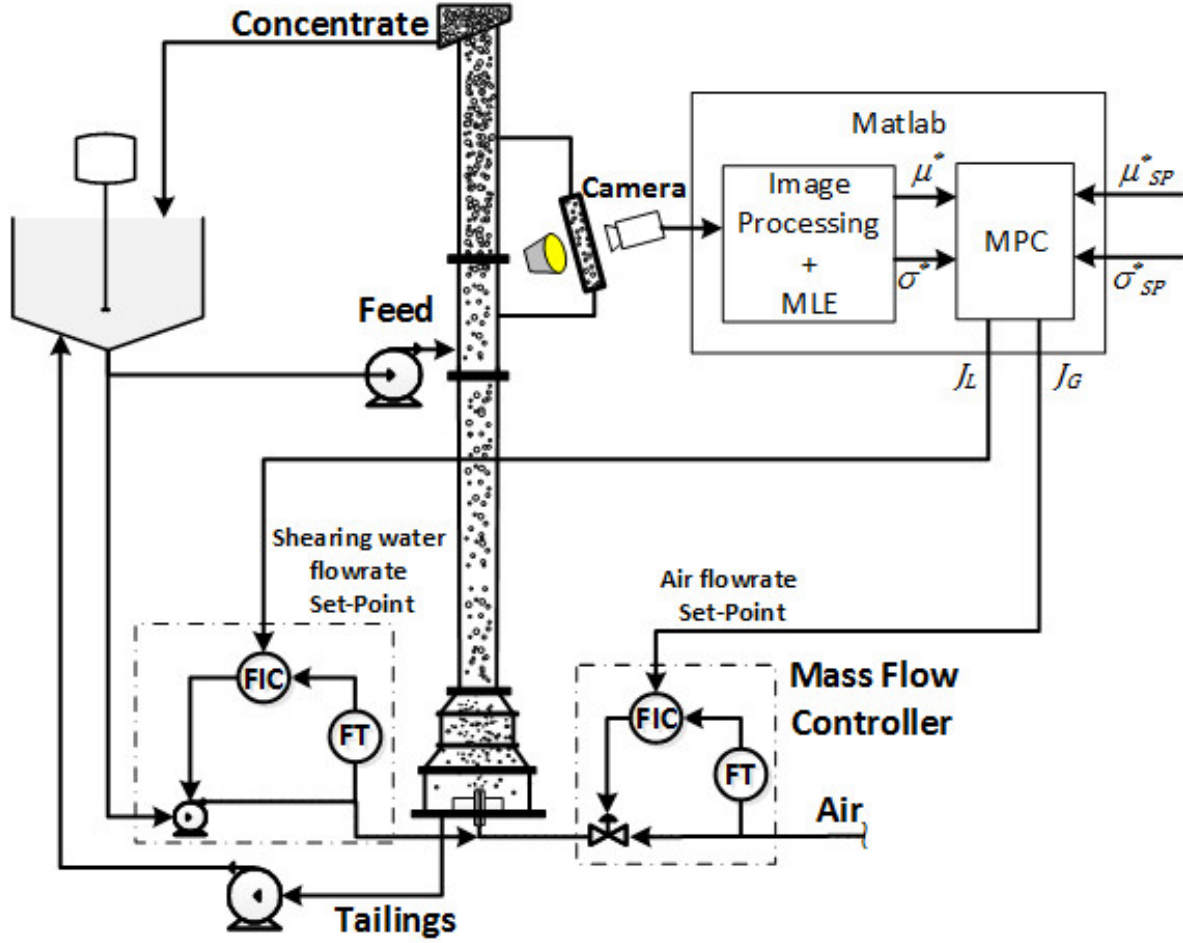 Concentrate
Matlab
Camera
Image
Processing
+
MLE
μ*
σ*
MPC
μ*SP
σ*SP
Feed
JL
JG
Shearing water
flowrate
Set-Point
Air flowrate
Set-Point
FIC
FT
FIC
FT
Mass Flow
Controller
Air
Tailings